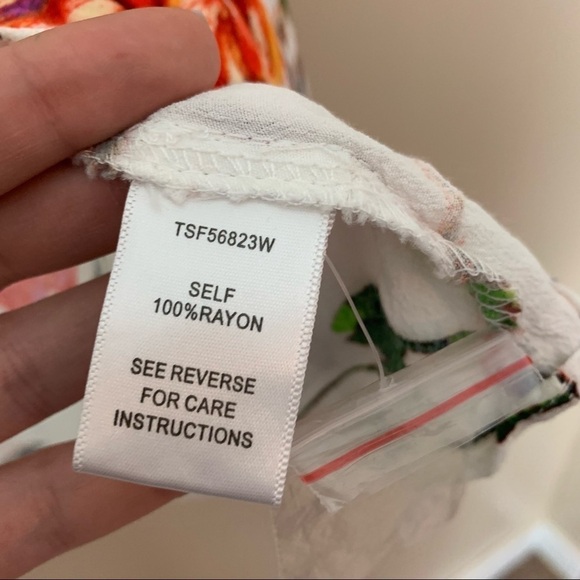 TSF56823W
SELF
100%RAYON
SEE REVERSE
FOR CARE
INSTRUCTIONS